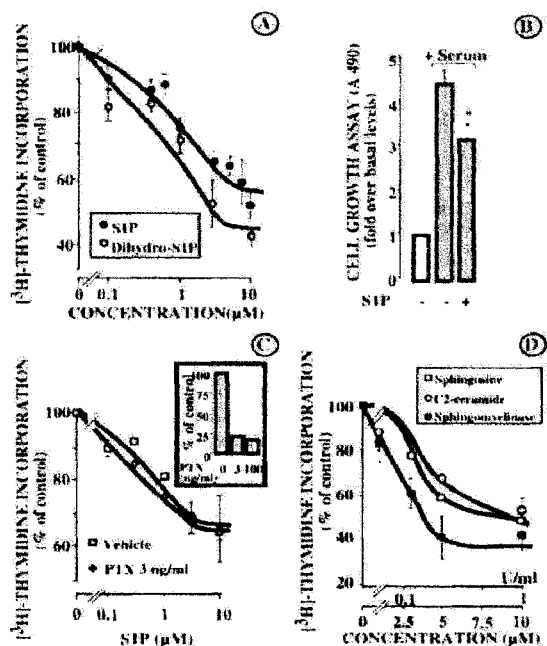 A
[³H]-THYMIDINE INCORPORATION
(% of control)
100
80
60
40
S1P
Dihydro-S1P
0 0.1 1 10
CONCENTRATION(µM)
B
+ Serum
CELL GROWTH ASSAY (A 490)
(fold over basal levels)
5
4
3
2
1
0
S1P - - +
C
[³H]-THYMIDINE INCORPORATION
(% of control)
100
80
60
% of control
100
75
50
25
0
PTX
(ng/ml)
0 3 100
Vehicle
PTX 3 ng/ml
0 0.1 1 10
S1P (µM)
D
[³H]-THYMIDINE INCORPORATION
(% of control)
100
80
60
40
20
Sphingosine
C2-ceramide
Sphingomyelinase
U/ml
0.1 1
0 2.5 5 7.5 10
CONCENTRATION (µM)